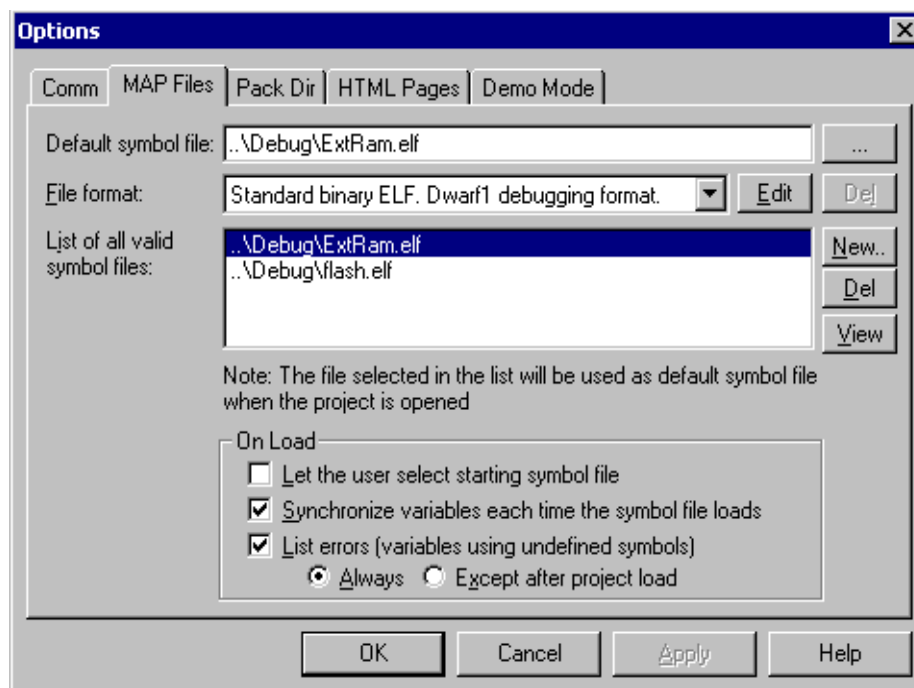 Options
Comm MAP Files Pack Dir HTML Pages Demo Mode
Default symbol file: ..\Debug\ExtRam.elf ...
File format: Standard binary ELF. Dwarf1 debugging format. Edit Del
List of all valid symbol files:
..\Debug\ExtRam.elf New..
..\Debug\flash.elf Del
View
Note: The file selected in the list will be used as default symbol file
when the project is opened
On Load
Let the user select starting symbol file
Synchronize variables each time the symbol file loads
List errors (variables using undefined symbols)
Always Except after project load
OK Cancel Apply Help